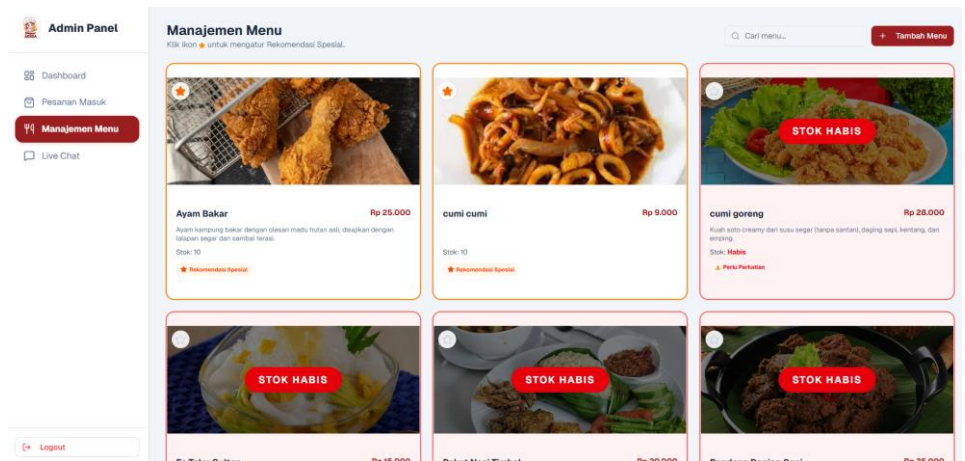 Admin Panel
Dashboard
Pesanan Masuk
Manajemen Menu
Live Chat
Logout
Manajemen Menu
Klik ikon untuk mengatur Rekomendasi Spesial.
Cari menu...
+ Tambah Menu
Ayam Bakar
Rp 25.000
Ayam kampung bakar dengan olesan madu hutan asli, disajikan dengan
lalapan segar dan sambal terasi.
Stok: 10
Rekomendasi Spesial
cumi cumi
Rp 9.000
Stok: 10
Rekomendasi Spesial
STOK HABIS
cumi goreng
Rp 28.000
Kuah soto creamy dari susu segar (tanpa santan), daging sapi, kentang, dan
emping.
Stok: Habis
Perlu Perhatian
STOK HABIS
STOK HABIS
STOK HABIS